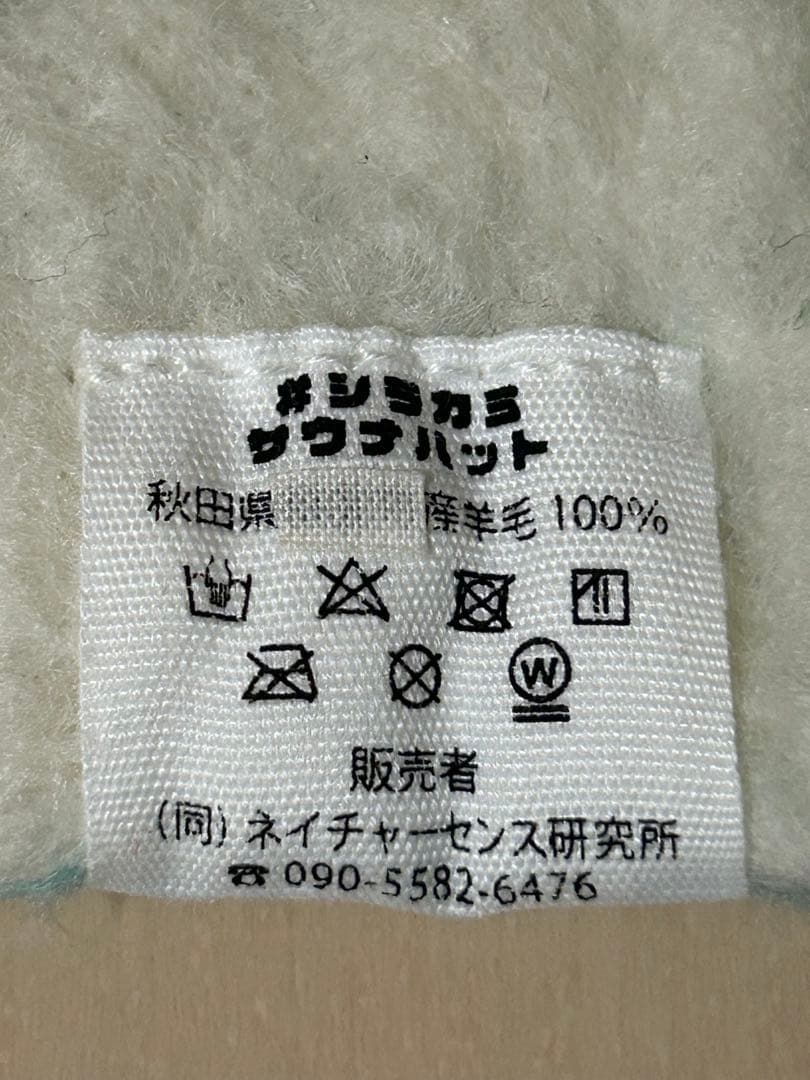 #シラカラ
サウナハット
秋田県 産羊毛 100%
W
販売者
(同) ネイチャーセンス研究所
☎ 090-5582-6476